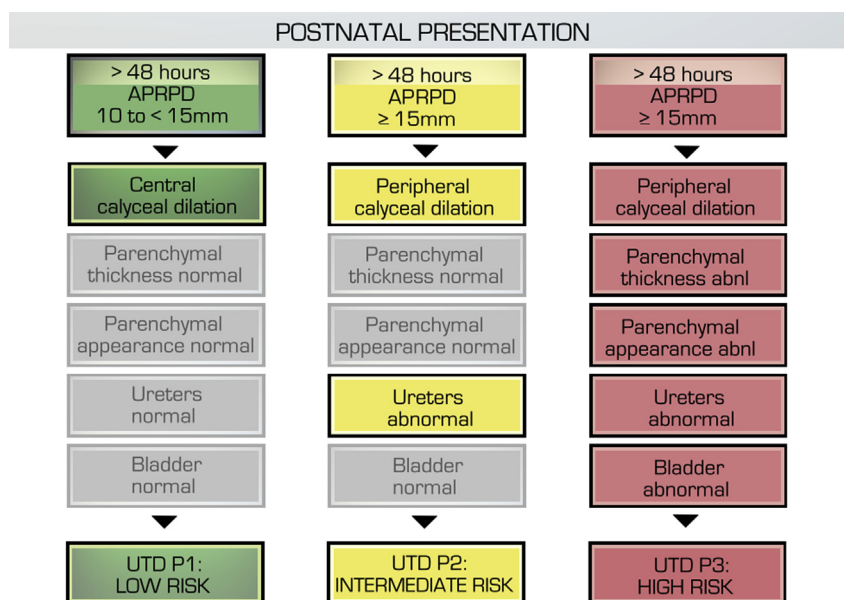 POSTNATAL PRESENTATION
> 48 hours
APRPD
10 to < 15mm
Central
calyceal dilation
Parenchymal
thickness normal
Parenchymal
appearance normal
Ureters
normal
Bladder
normal
UTD P1:
LOW RISK
> 48 hours
APRPD
≥ 15mm
Peripheral
calyceal dilation
Parenchymal
thickness normal
Parenchymal
appearance normal
Ureters
abnormal
Bladder
normal
UTD P2:
INTERMEDIATE RISK
> 48 hours
APRPD
≥ 15mm
Peripheral
calyceal dilation
Parenchymal
thickness abnl
Parenchymal
appearance abnl
Ureters
abnormal
Bladder
abnormal
UTD P3:
HIGH RISK